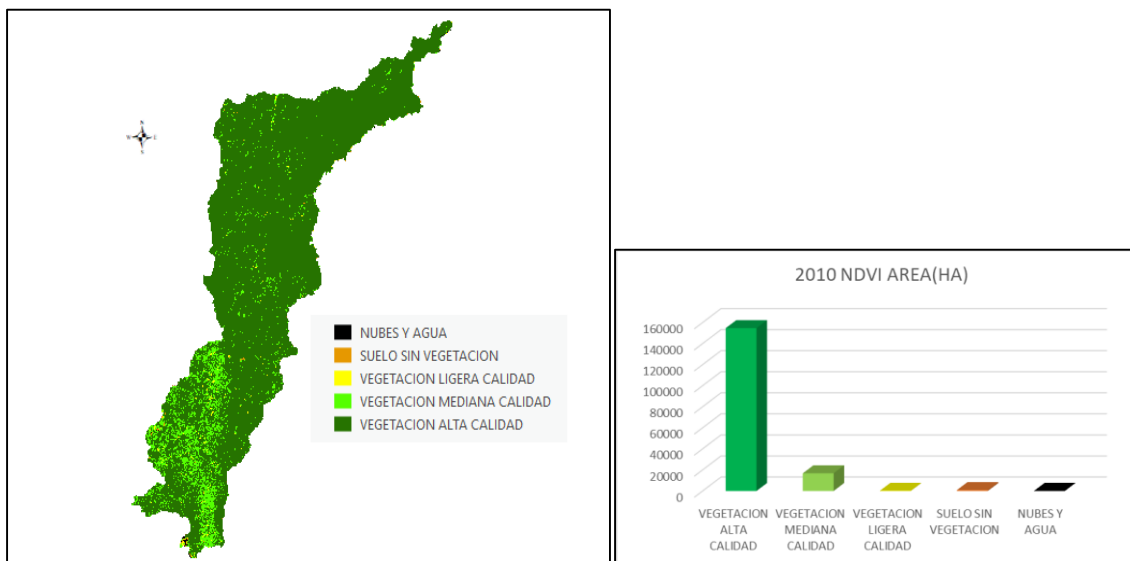 N
W
E
S
NUBES Y AGUA
SUELO SIN VEGETACION
VEGETACION LIGERA CALIDAD
VEGETACION MEDIANA CALIDAD
VEGETACION ALTA CALIDAD
2010 NDVI AREA(HA)
160000
140000
120000
100000
80000
60000
40000
20000
0
VEGETACION
ALTA
CALIDAD
VEGETACION
MEDIANA
CALIDAD
VEGETACION
LIGERA
CALIDAD
SUELO SIN
VEGETACION
NUBES Y
AGUA